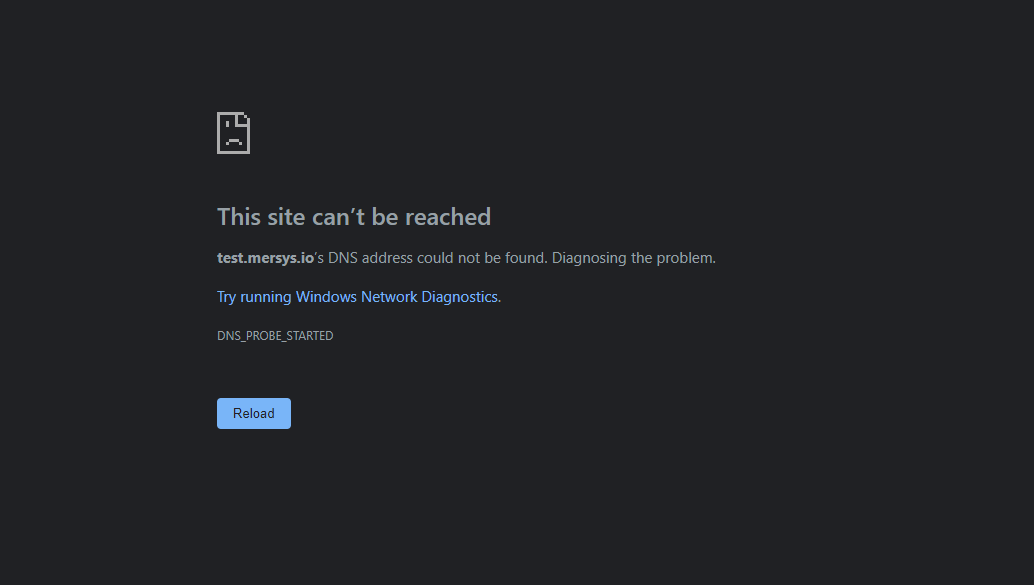 This site can’t be reached
test.mersys.io’s DNS address could not be found. Diagnosing the problem.
Try running Windows Network Diagnostics.
DNS_PROBE_STARTED
Reload